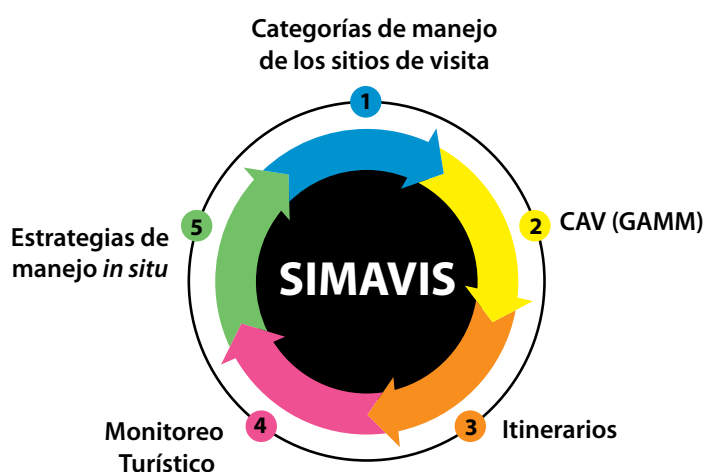 Categorías de manejo
de los sitios de visita
1
2
CAV (GAMM)
5
Estrategias de
manejo in situ
SIMAVIS
4
Monitoreo
Turístico
3
Itinerarios